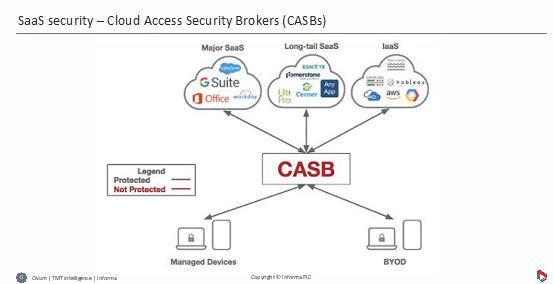 SaaS security – Cloud Access Security Brokers (CASBs)
Major SaaS
Long-tail SaaS
IaaS
salesforce
G Suite
Office
workday
EGNYTE
cornerstone
Ulti Pro
Cerner
Any App
tableau
aws
CASB
Legend
Protected
Not Protected
Managed Devices
BYOD
Ovum | TMT intelligence | informa
Copyright © Informa PLC